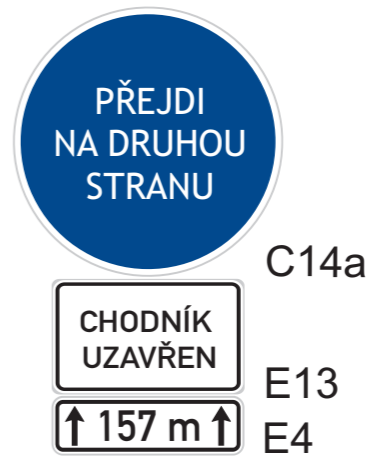 PŘEJDI
NA DRUHOU
STRANU
C14a
CHODNÍK
UZAVŘEN
E13
↑ 157 m ↑
E4